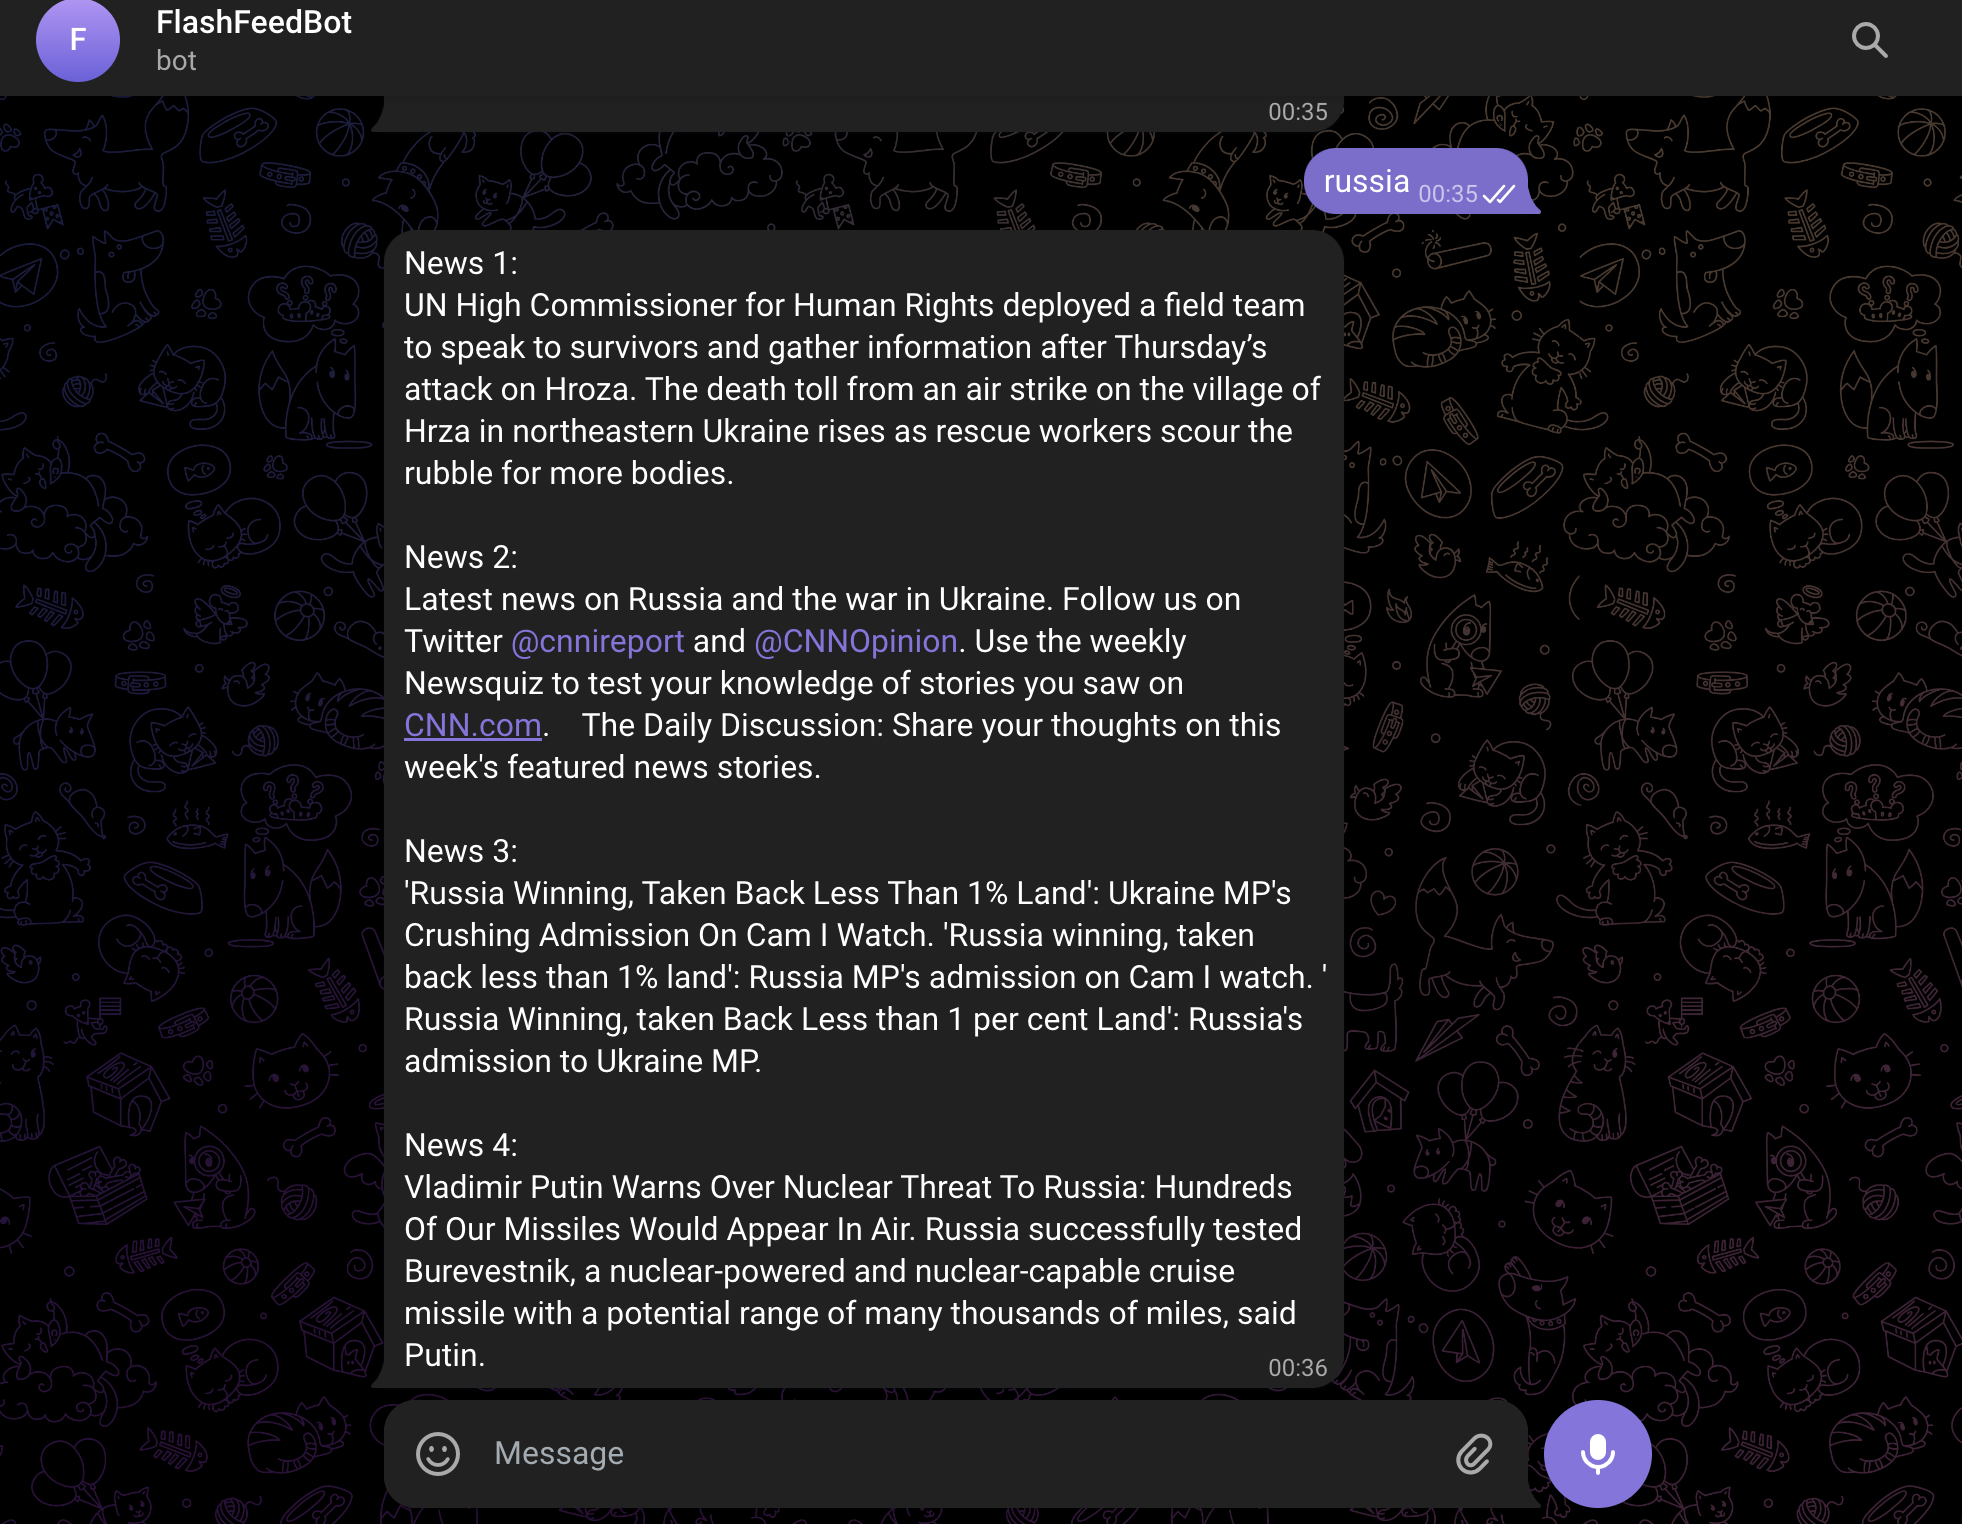 F
FlashFeedBot
bot
00:35
russia 00:35
News 1:
UN High Commissioner for Human Rights deployed a field team
to speak to survivors and gather information after Thursday’s
attack on Hroza. The death toll from an air strike on the village of
Hrza in northeastern Ukraine rises as rescue workers scour the
rubble for more bodies.
News 2:
Latest news on Russia and the war in Ukraine. Follow us on
Twitter @cnnireport and @CNNOpinion. Use the weekly
Newsquiz to test your knowledge of stories you saw on
CNN.com. The Daily Discussion: Share your thoughts on this
week's featured news stories.
News 3:
'Russia Winning, Taken Back Less Than 1% Land': Ukraine MP's
Crushing Admission On Cam I Watch. 'Russia winning, taken
back less than 1% land': Russia MP's admission on Cam I watch. '
Russia Winning, taken Back Less than 1 per cent Land': Russia's
admission to Ukraine MP.
News 4:
Vladimir Putin Warns Over Nuclear Threat To Russia: Hundreds
Of Our Missiles Would Appear In Air. Russia successfully tested
Burevestnik, a nuclear-powered and nuclear-capable cruise
missile with a potential range of many thousands of miles, said
Putin.
00:36
Message